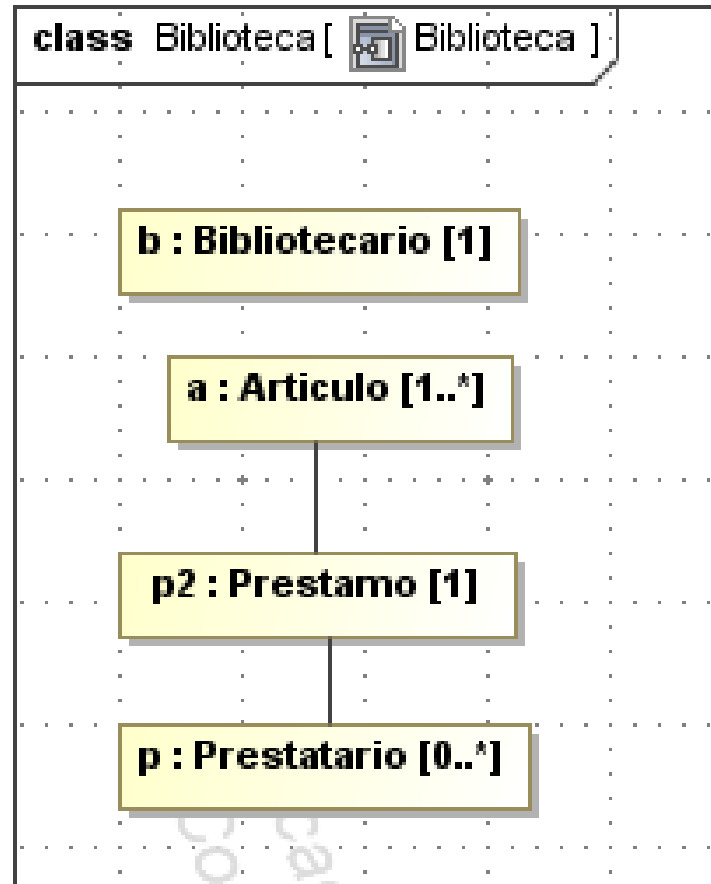 class Biblioteca [ Biblioteca ]
b : Bibliotecario [1]
a : Articulo [1..*]
p2 : Prestamo [1]
p : Prestatario [0..*]